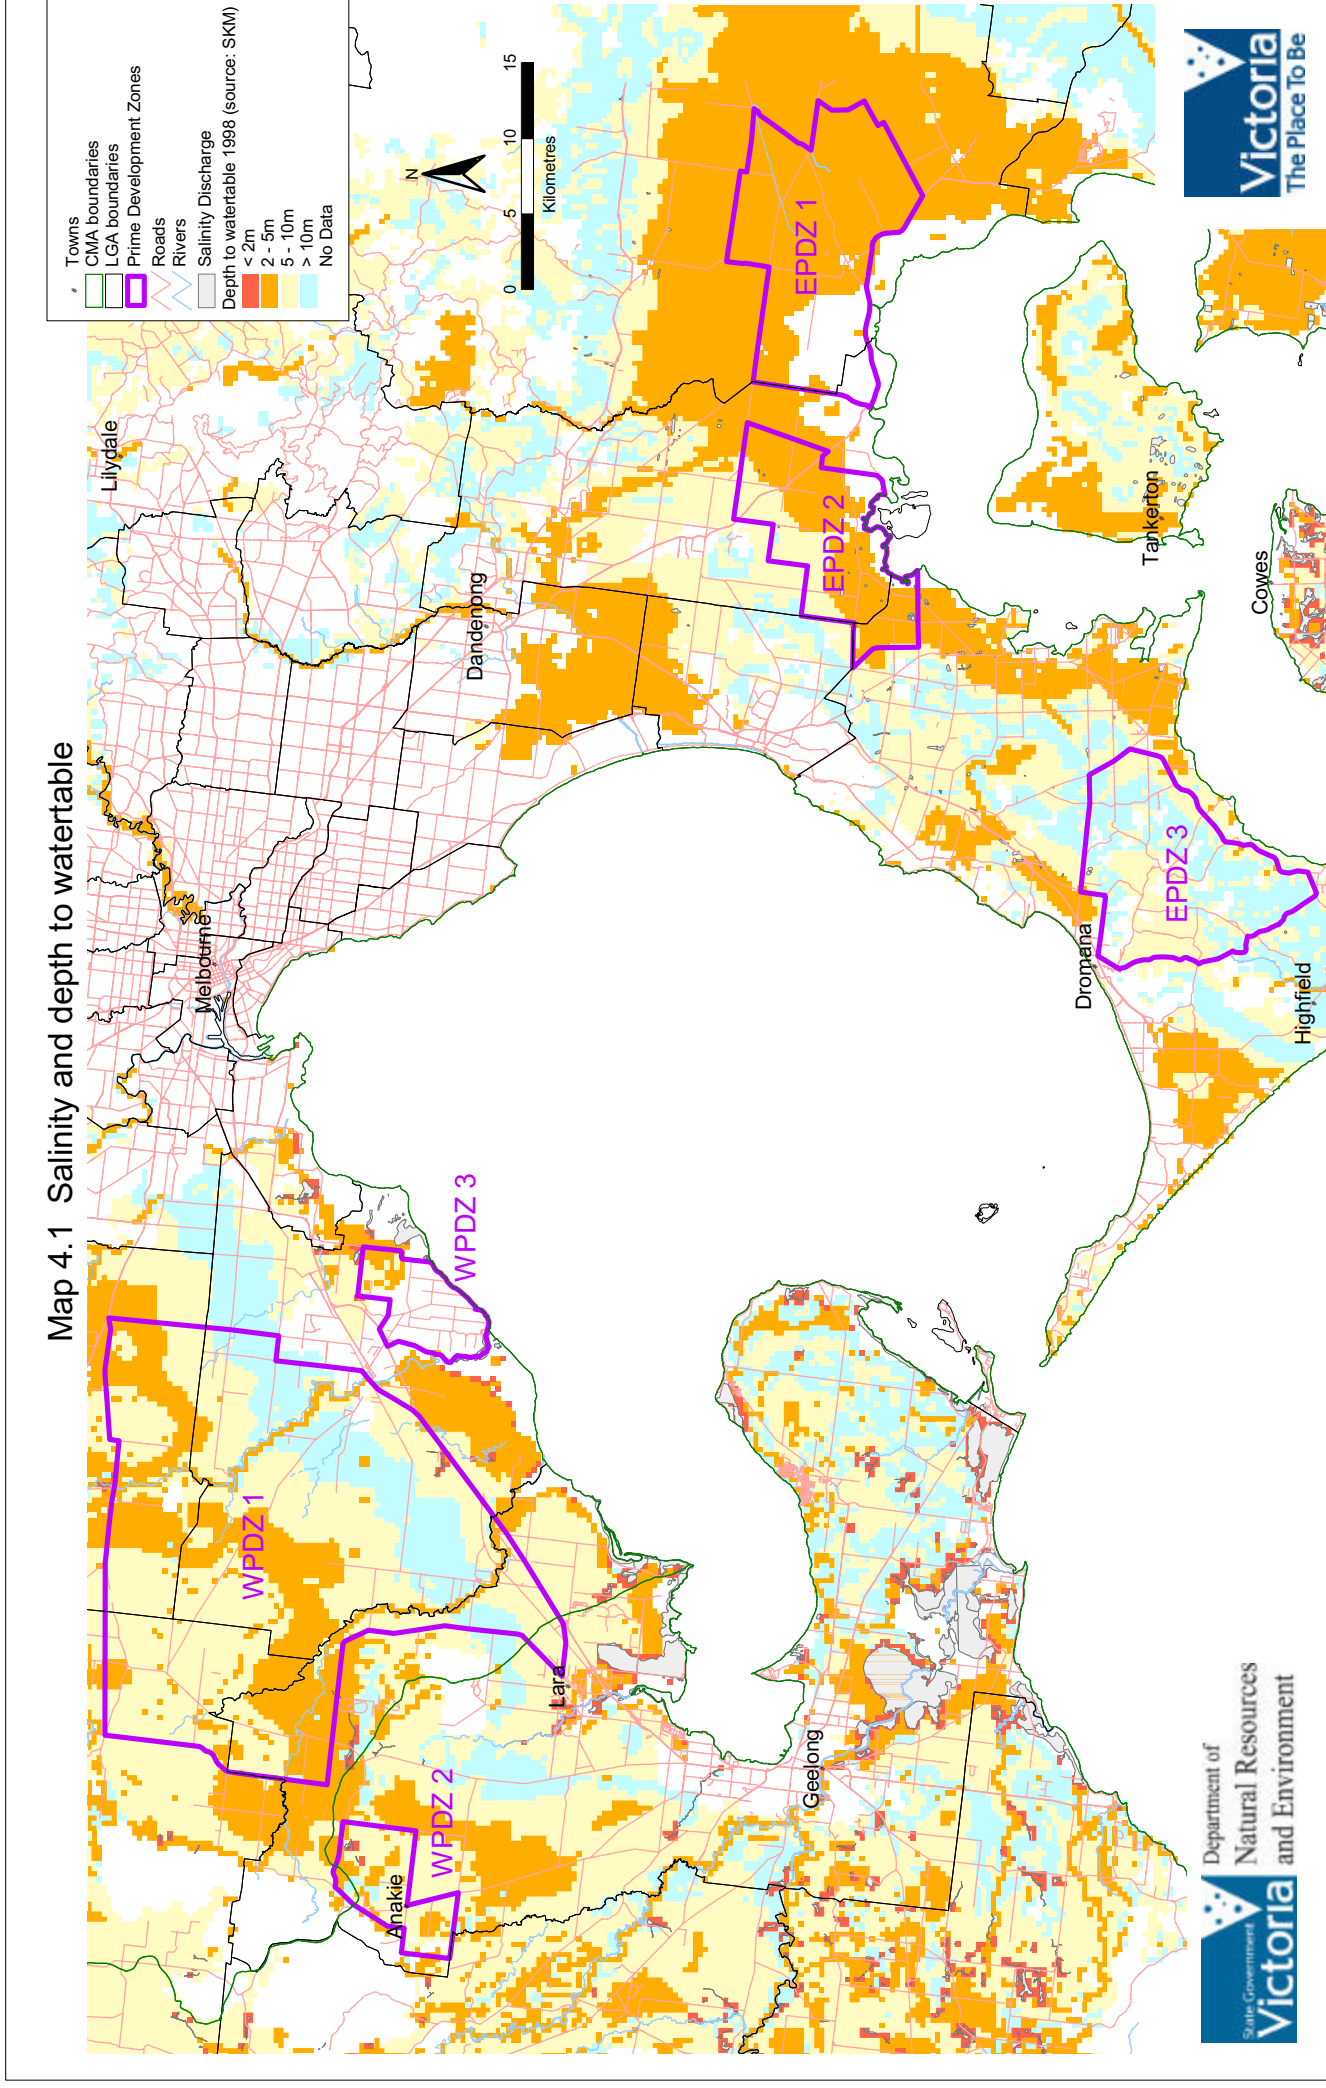 Map 4.1 Salinity and depth to watertable
# Towns
CMA boundaries
LGA boundaries
Prime Development Zones
Roads
Rivers
Salinity Discharge
Depth to watertable 1998 (source: SKM)
< 2m
2 - 5m
5 - 10m
> 10m
No Data
N
0 5 10 15
Kilometres
Lilydale
Melbourne
Dandenong
WPDZ 1
WPDZ 3
WPDZ 2
Anakie
Lara
Geelong
EPDZ 1
EPDZ 2
EPDZ 3
Dromana
Highfield
Tankerton
Cowes
State Government
Victoria
Department of
Natural Resources
and Environment
Victoria
The Place To Be